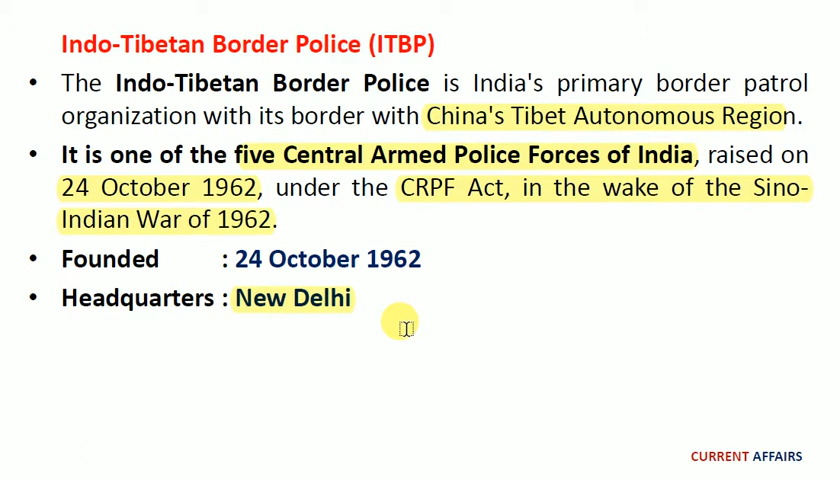 Indo-Tibetan Border Police (ITBP)
• The Indo-Tibetan Border Police is India's primary border patrol
organization with its border with China's Tibet Autonomous Region.
• It is one of the five Central Armed Police Forces of India, raised on
24 October 1962, under the CRPF Act, in the wake of the Sino-
Indian War of 1962.
• Founded : 24 October 1962
• Headquarters : New Delhi
CURRENT AFFAIRS